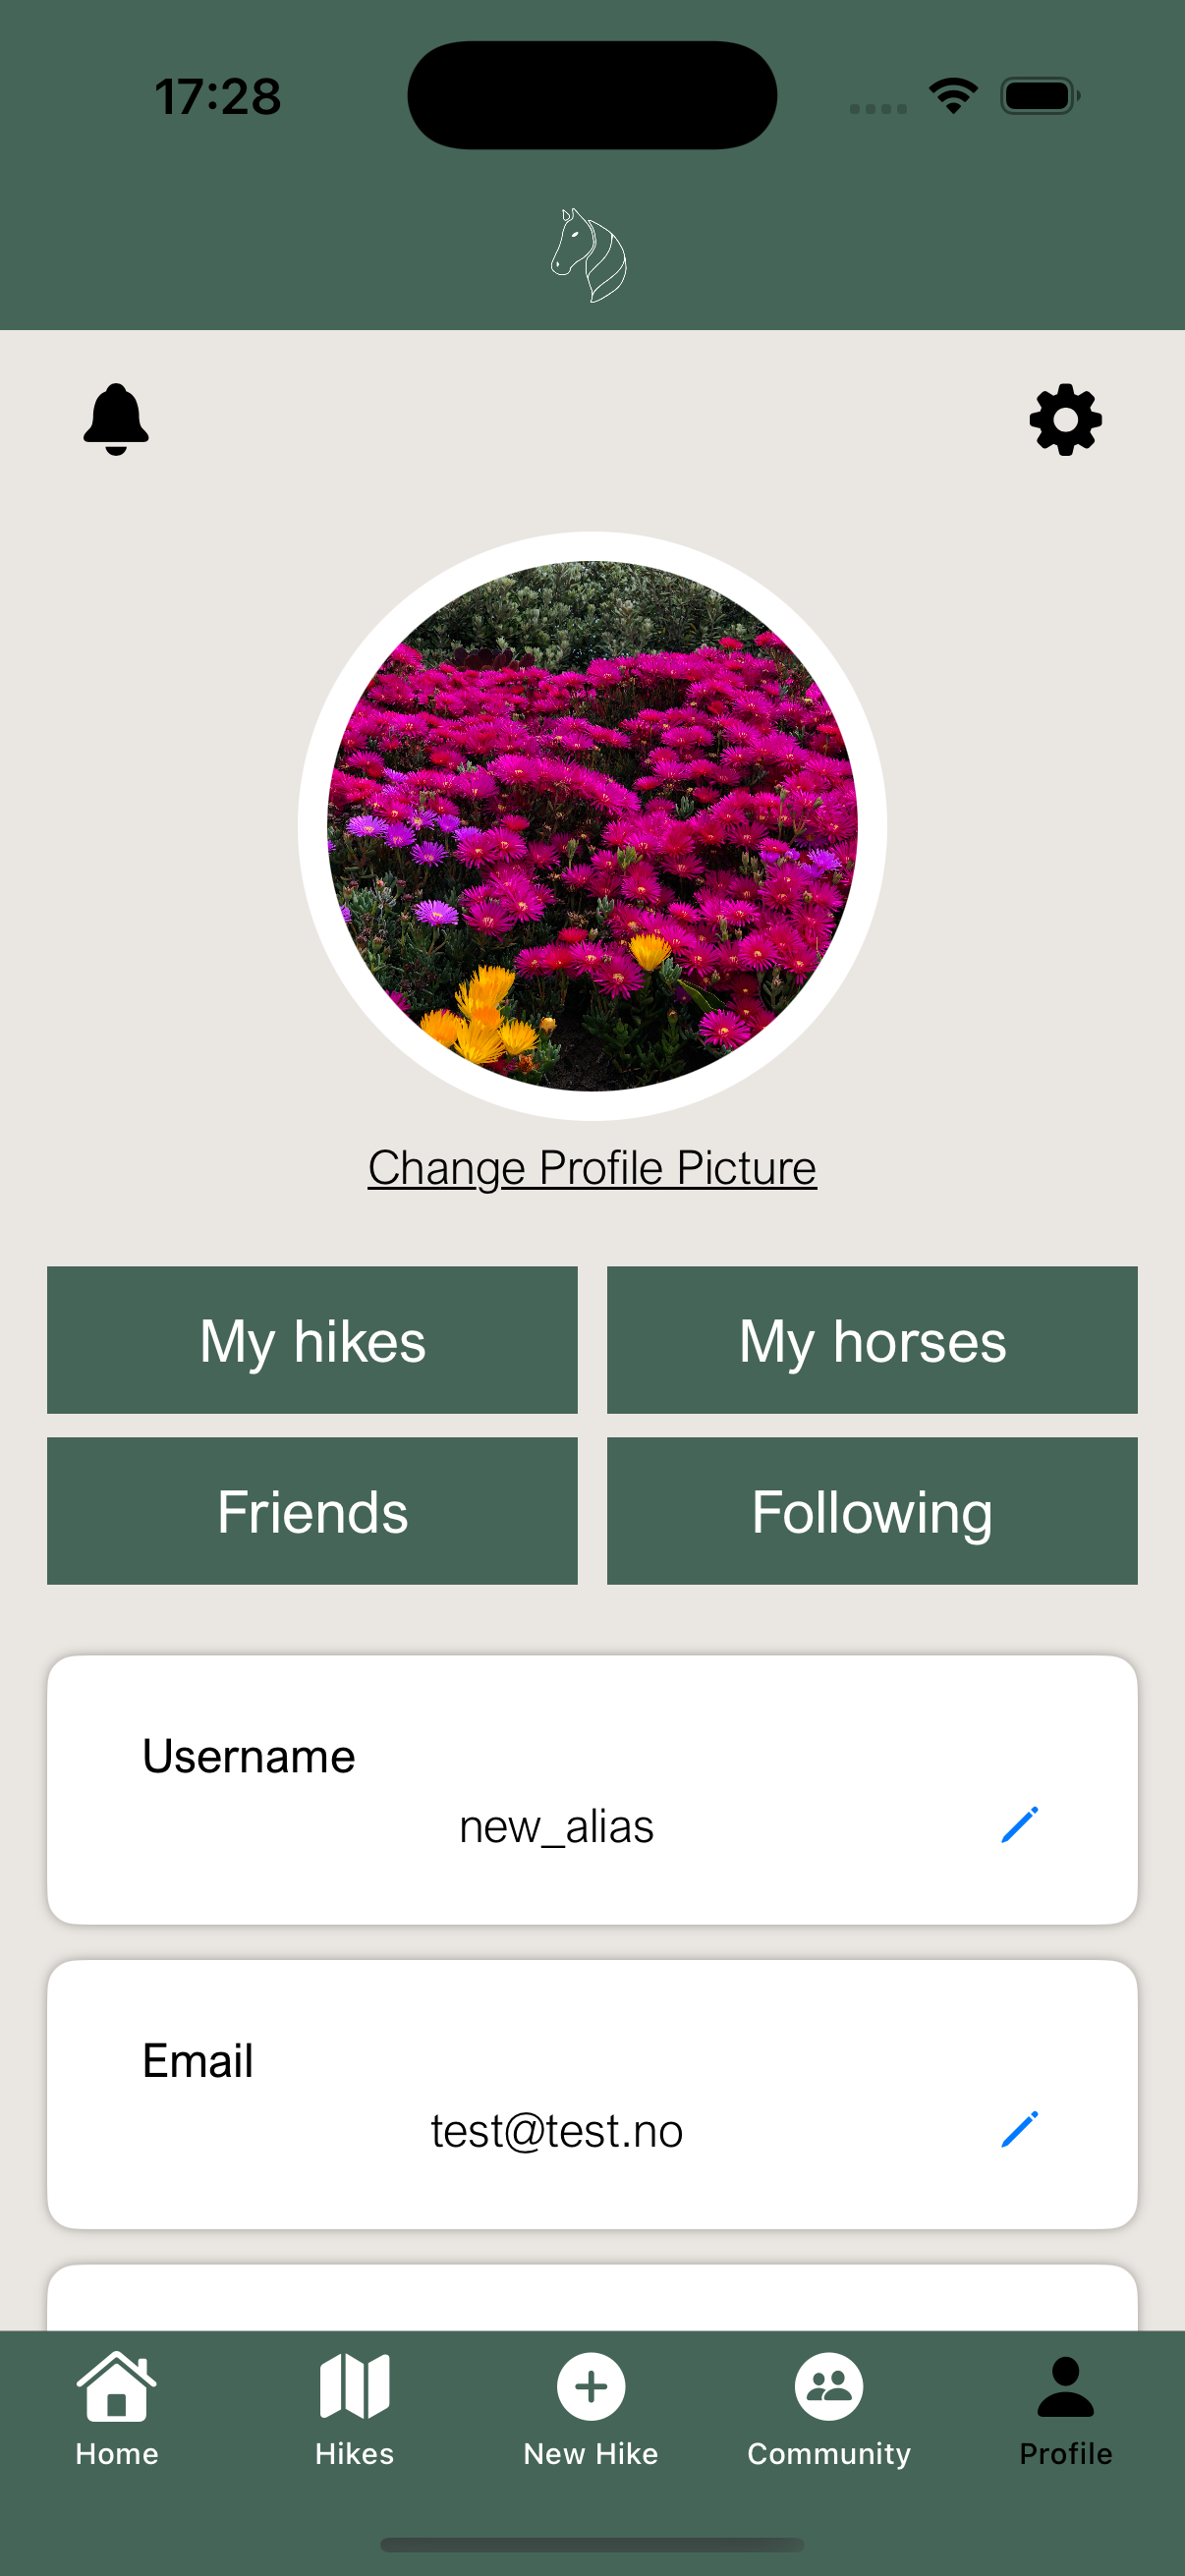 17:28
Change Profile Picture
My hikes
My horses
Friends
Following
Username
new_alias
Email
test@test.no
Home
Hikes
New Hike
Community
Profile